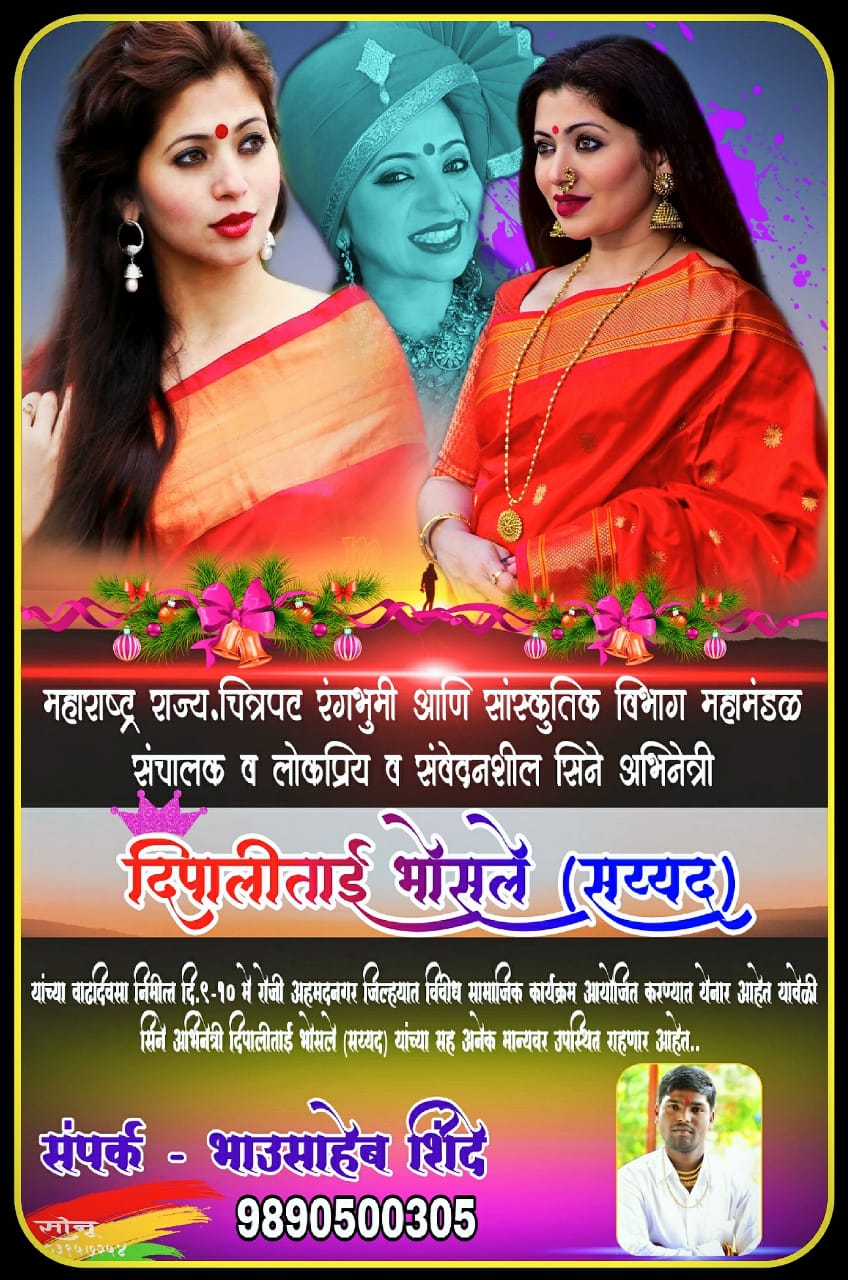 महाराष्ट्र राज्य.चित्रपट रंगभुमी आणि सांस्कुतिक विभाग महामंडळ
संचालक व लोकप्रिय व संवेदनशील सिने अभिनेत्री
दिपालीताई भोसले (सय्यद)
यांच्या वाढदिवसा निमीत्त दि.९-१० मे रोजी अहमदनगर जिल्हयात विविध सामाजिक कार्यक्रम आयोजित करण्यात येनार आहेत यावेळी
सिने अभिनेत्री दिपालीताई भोसले (सय्यद) यांच्या सह अनेक मान्यवर उपस्थित राहणार आहेत..
संपर्क - भाउसाहेब शिंदे
9890500305
सोनू